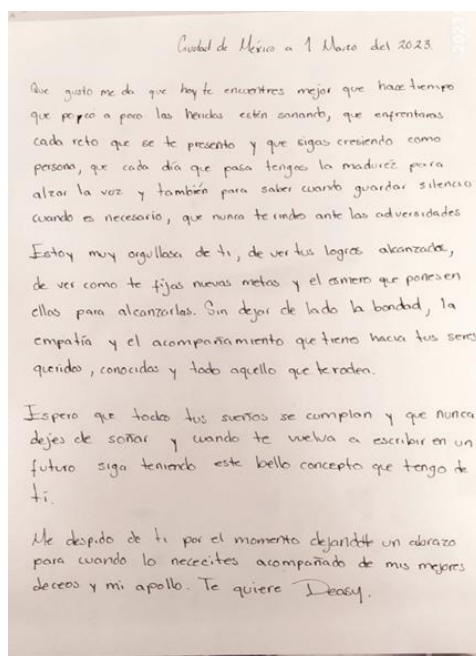 Ciudad de México a 1 Marzo del 2023.
Que gusto me da que hoy te encuentres mejor que hace tiempo
que poco a poco las heridas estén sanando, que enfrentaras
cada reto que se te presento y que sigas creciendo como
persona, que cada día que pasa tengas la madurez para
alzar la voz y también para saber cuando guardar silencio
cuando es necesario, que nunca te rindes ante las adversidades
Estoy muy orgullosa de ti, de ver tus logros alcanzados,
de ver como te fijas nuevas metas y el esmero que pones en
ellas para alcanzarlas. Sin dejar de lado la bondad, la
empatía y el acompañamiento que tienes hacia tus seres
queridos, conocidos y todo aquello que te rodea.
Espero que todos tus sueños se cumplan y que nunca
dejes de soñar y cuando te vuelva a escribir en un
futuro siga teniendo este bello concepto que tengo de
tí.
Me despido de ti por el momento dejandote un abrazo
para cuando lo nececites acompañado de mis mejores
deceos y mi apollo. Te quiere Deasy.
2023